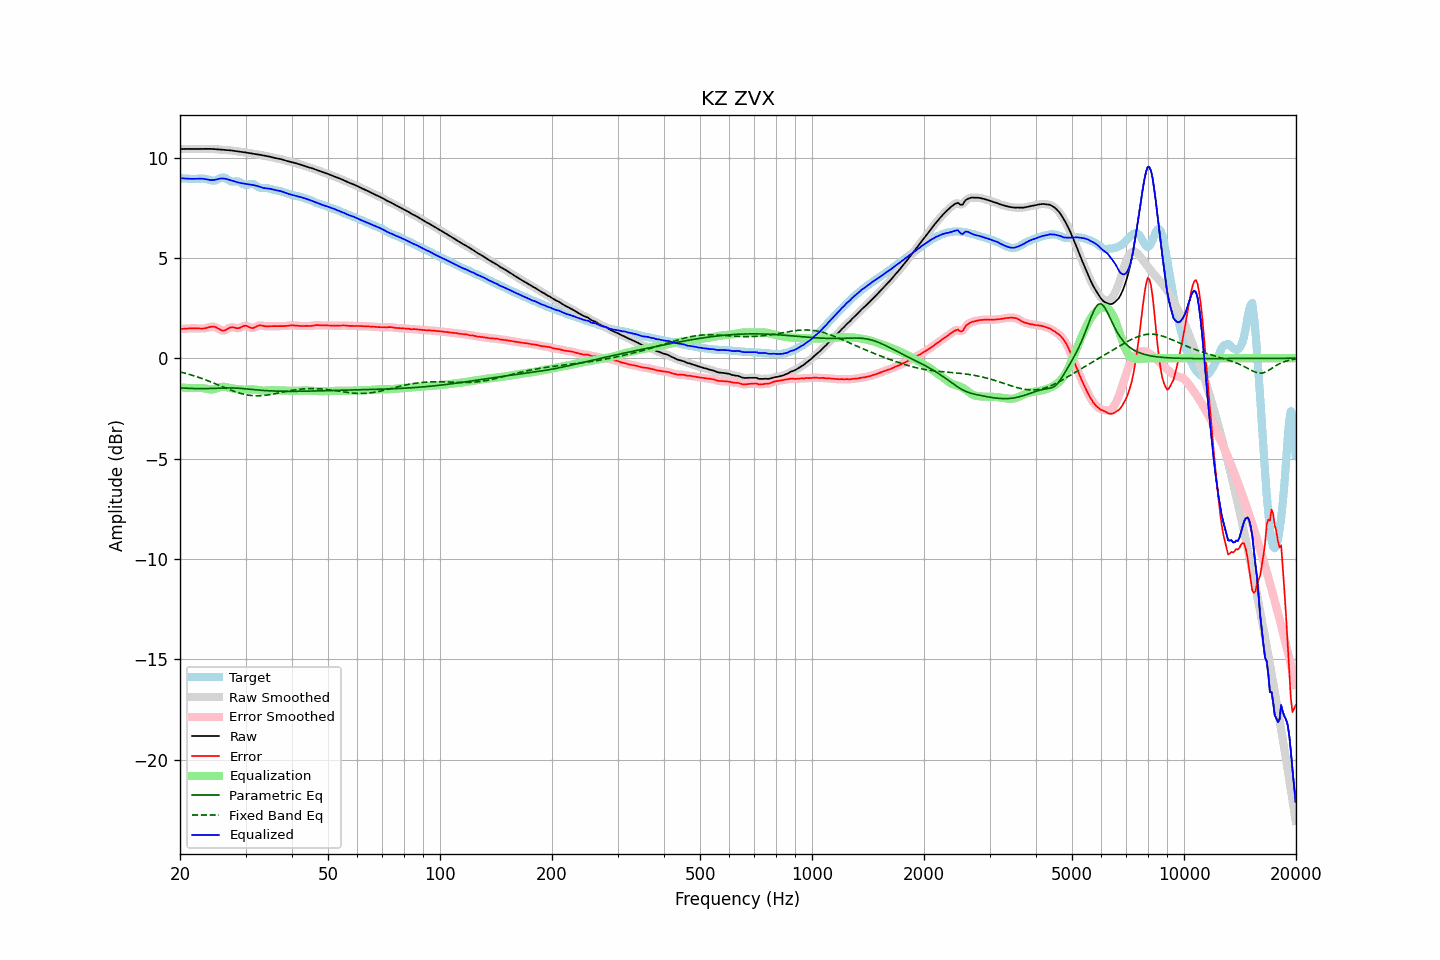 KZ ZVX
10
5
0
−5
−10
−15
−20
Amplitude (dBr)
Target
Raw Smoothed
Error Smoothed
Raw
Error
Equalization
Parametric Eq
Fixed Band Eq
Equalized
20 50 100 200 500 1000 2000 5000 10000 20000
Frequency (Hz)